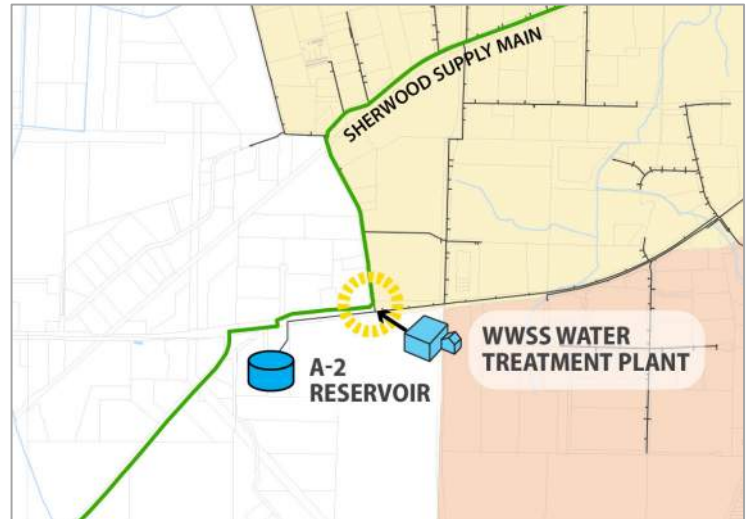 SHERWOOD SUPPLY MAIN
WWSS WATER
TREATMENT PLANT
A-2
RESERVOIR